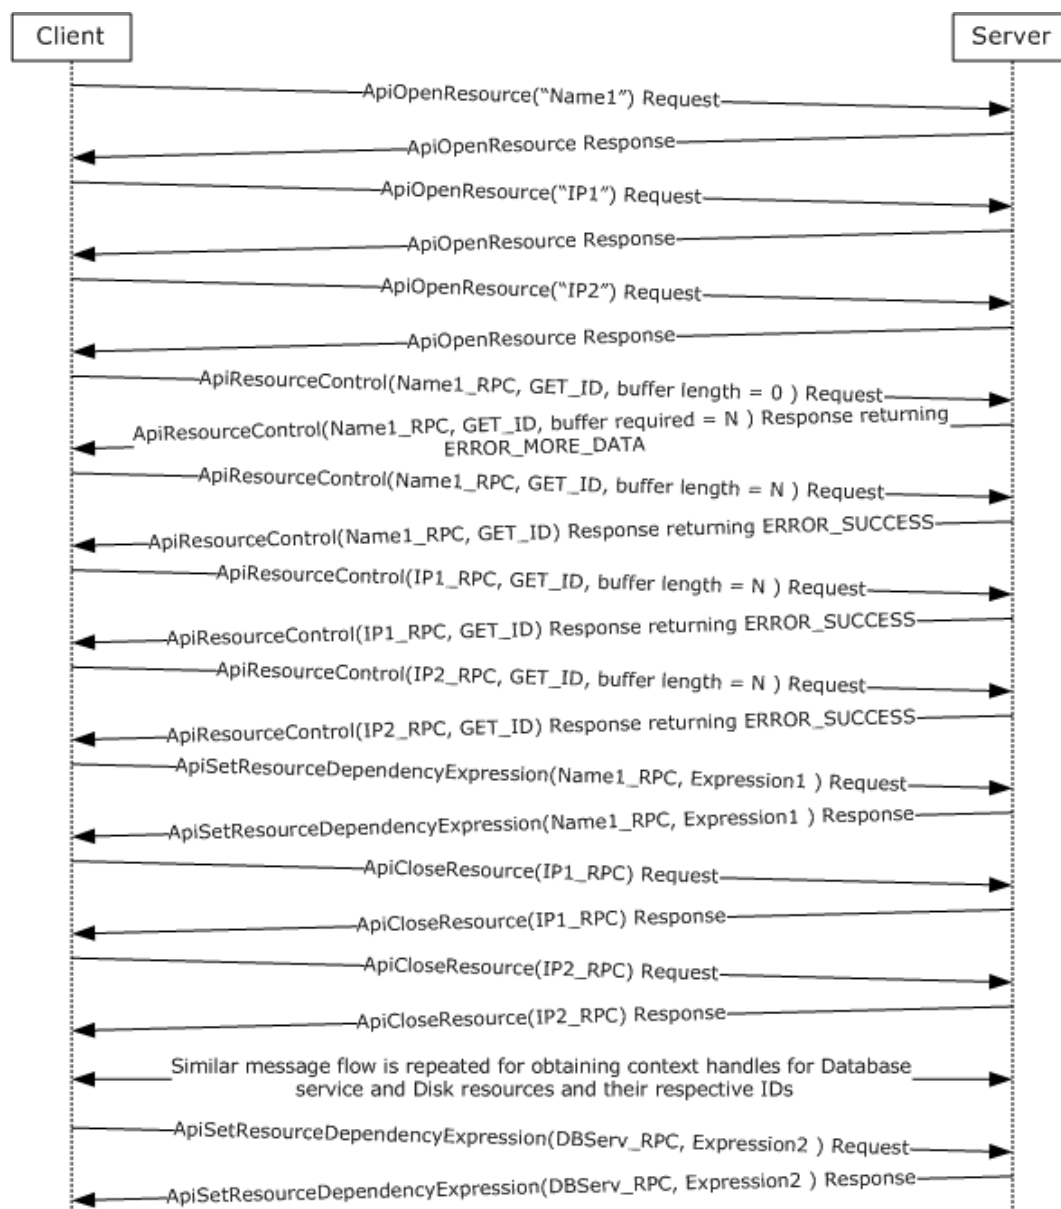 Client
Server
ApiOpenResource(“Name1”) Request
ApiOpenResource Response
ApiOpenResource(“IP1”) Request
ApiOpenResource Response
ApiOpenResource(“IP2”) Request
ApiOpenResource Response
ApiResourceControl(Name1_RPC, GET_ID, buffer length = 0 ) Request
ApiResourceControl(Name1_RPC, GET_ID, buffer required = N ) Response returning
ERROR_MORE_DATA
ApiResourceControl(Name1_RPC, GET_ID, buffer length = N ) Request
ApiResourceControl(Name1_RPC, GET_ID) Response returning ERROR_SUCCESS
ApiResourceControl(IP1_RPC, GET_ID, buffer length = N ) Request
ApiResourceControl(IP1_RPC, GET_ID) Response returning ERROR_SUCCESS
ApiResourceControl(IP2_RPC, GET_ID, buffer length = N ) Request
ApiResourceControl(IP2_RPC, GET_ID) Response returning ERROR_SUCCESS
ApiSetResourceDependencyExpression(Name1_RPC, Expression1 ) Request
ApiSetResourceDependencyExpression(Name1_RPC, Expression1 ) Response
ApiCloseResource(IP1_RPC) Request
ApiCloseResource(IP1_RPC) Response
ApiCloseResource(IP2_RPC) Request
ApiCloseResource(IP2_RPC) Response
Similar message flow is repeated for obtaining context handles for Database
service and Disk resources and their respective IDs
ApiSetResourceDependencyExpression(DBServ_RPC, Expression2 ) Request
ApiSetResourceDependencyExpression(DBServ_RPC, Expression2 ) Response